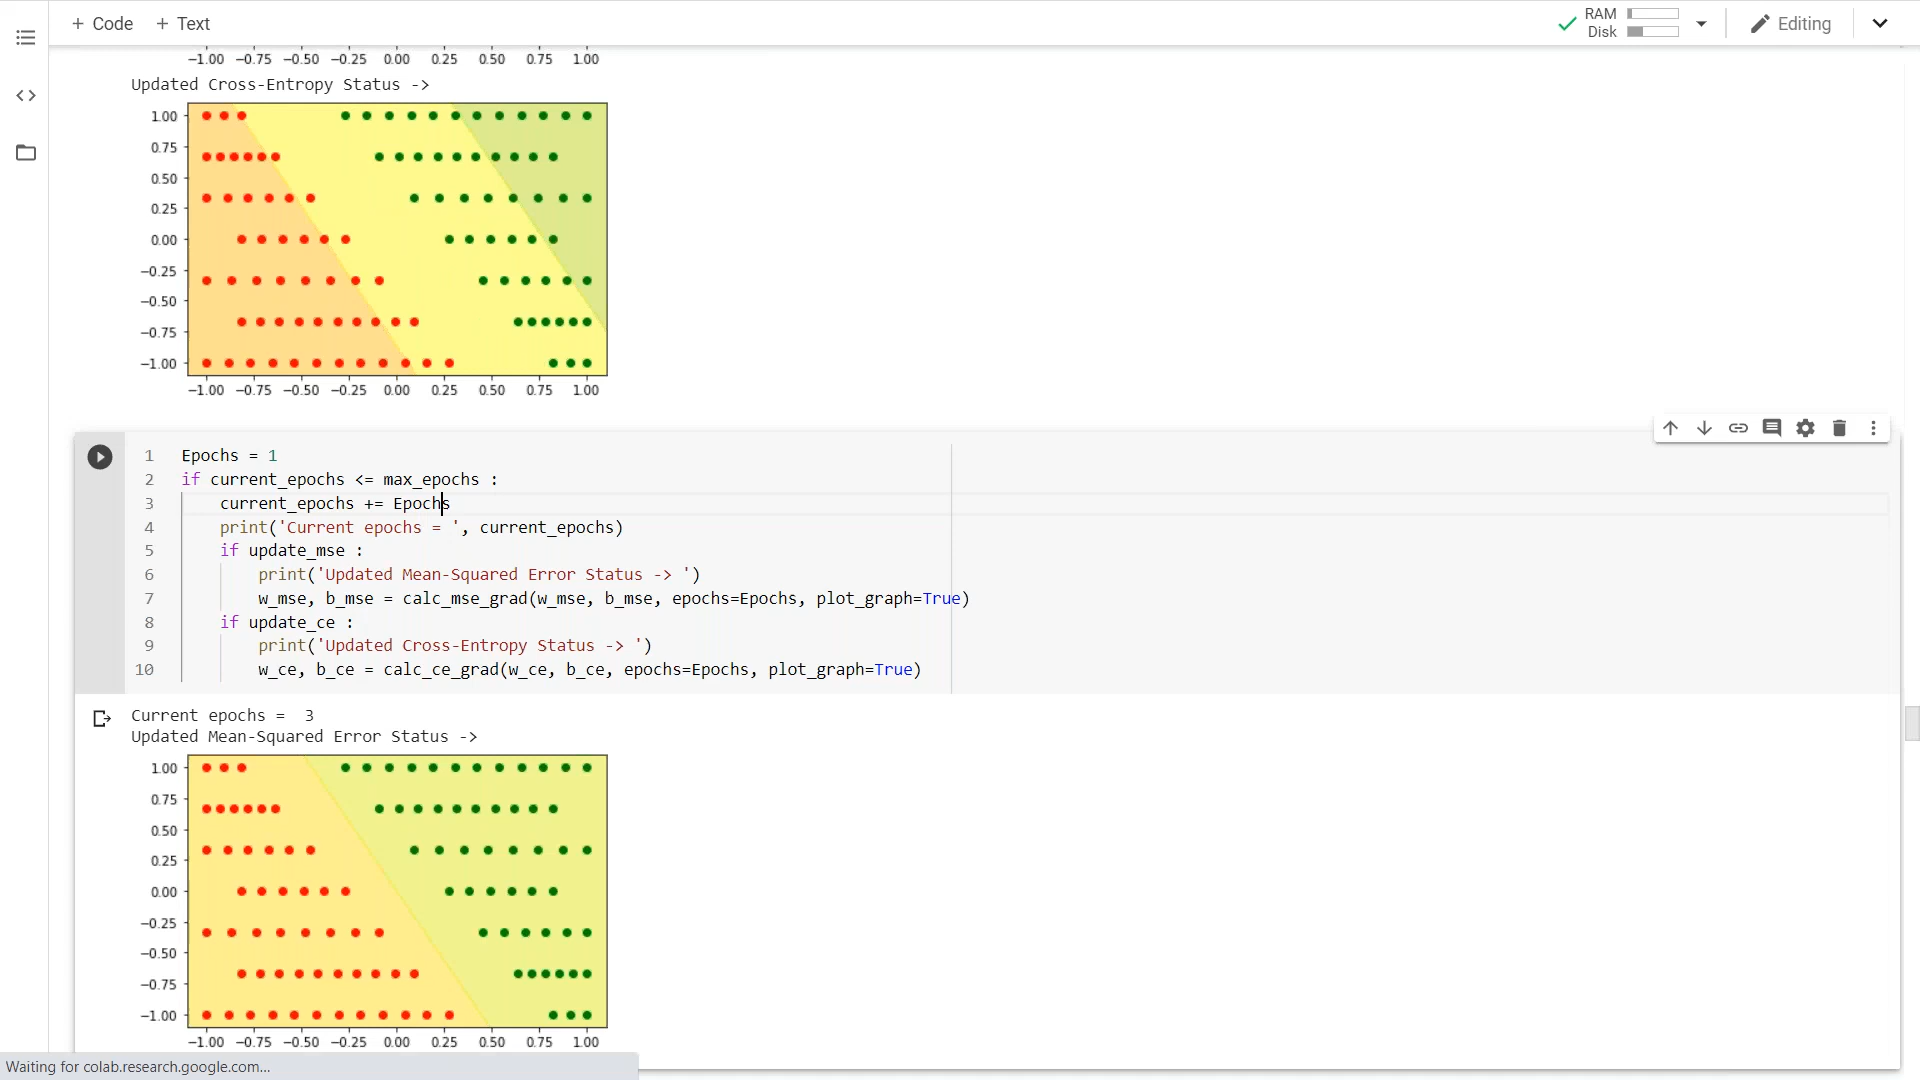 + Code + Text
RAM
Disk
Editing
−1.00 −0.75 −0.50 −0.25 0.00 0.25 0.50 0.75 1.00
Updated Cross-Entropy Status ->
1.00
0.75
0.50
0.25
0.00
−0.25
−0.50
−0.75
−1.00
−1.00 −0.75 −0.50 −0.25 0.00 0.25 0.50 0.75 1.00
1 Epochs = 1
2 if current_epochs <= max_epochs :
3 current_epochs += Epochs
4 print('Current epochs = ', current_epochs)
5 if update_mse :
6 print('Updated Mean-Squared Error Status -> ')
7 w_mse, b_mse = calc_mse_grad(w_mse, b_mse, epochs=Epochs, plot_graph=True)
8 if update_ce :
9 print('Updated Cross-Entropy Status -> ')
10 w_ce, b_ce = calc_ce_grad(w_ce, b_ce, epochs=Epochs, plot_graph=True)
Current epochs =  3
Updated Mean-Squared Error Status ->
1.00
0.75
0.50
0.25
0.00
−0.25
−0.50
−0.75
−1.00
−1.00 −0.75 −0.50 −0.25 0.00 0.25 0.50 0.75 1.00
Waiting for colab.research.google.com...